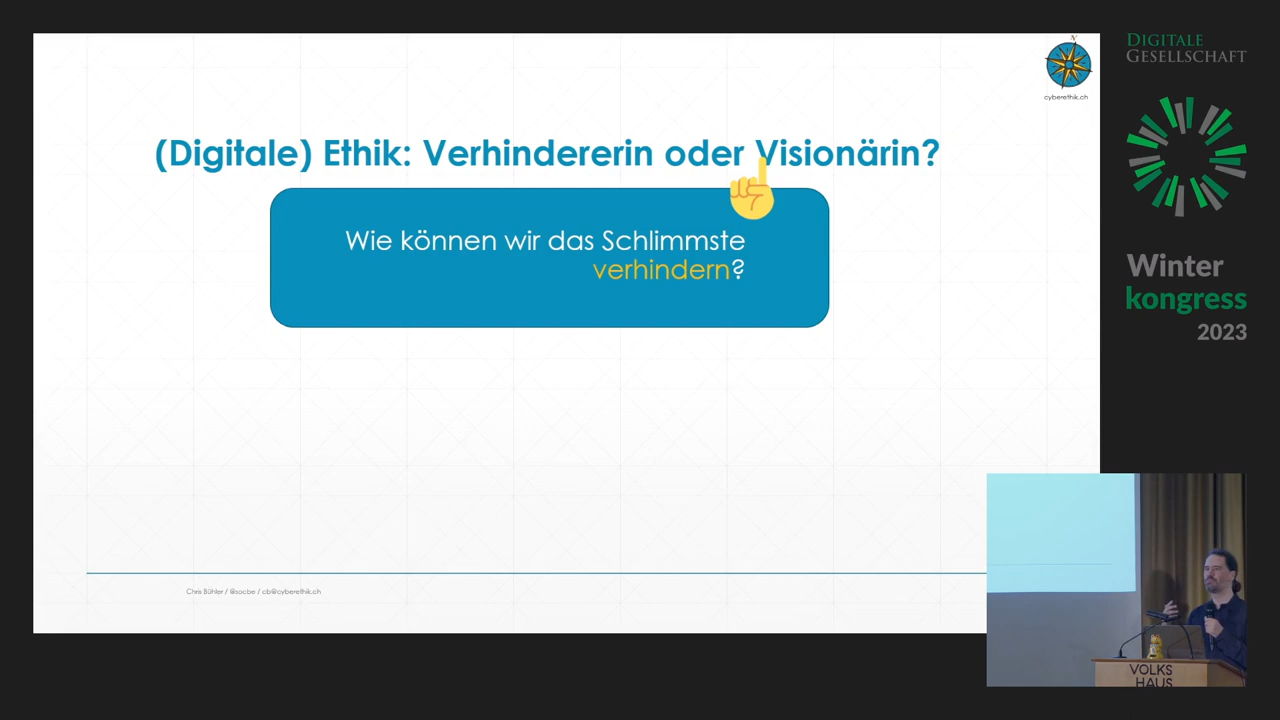 cyberethik.ch
(Digitale) Ethik: Verhindererin oder Visionärin?
Wie können wir das Schlimmste
verhindern?
Chris Bühler / @socbe / cb@cyberethik.ch
DIGITALE
GESELLSCHAFT
Winter
kongress
2023
VOLKS
HAUS